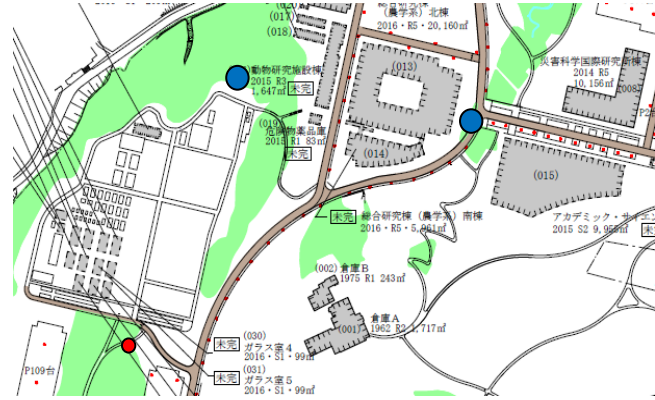 (017)
(018)
(農学系)北棟
2016・R5・20,160㎡
動物研究施設棟
2015 R3
1,647㎡
未完
(013)
災害科学国際研究所棟
2014 R5
10,156㎡
(008)
(019)
危険物薬品庫
2015 R1 83㎡
未完
(014)
(015)
未完
総合研究棟(農学系)南棟
2016・R5・5,961㎡
アカデミック・サイエン
2015 S2
(002)
倉庫B
1975 R1 243㎡
倉庫A
(001)
1962 R2 1,717㎡
(030)
未完
ガラス室4
2016・S1・99㎡
(031)
未完
ガラス室5
2016・S1・99㎡
P109台